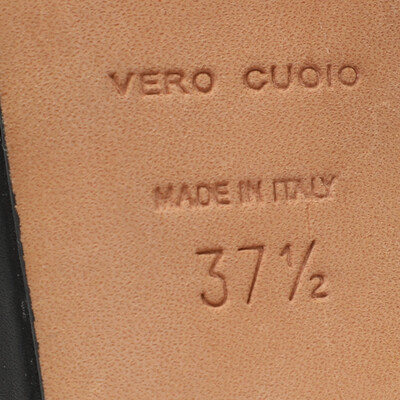 VERO CUOIO
MADE IN ITALY
37½